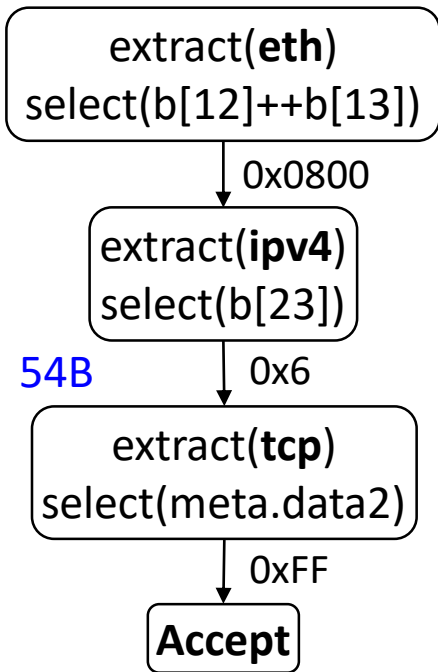 extract(eth)
select(b[12]++b[13])
0x0800
extract(ipv4)
select(b[23])
54B
0x6
extract(tcp)
select(meta.data2)
0xFF
Accept